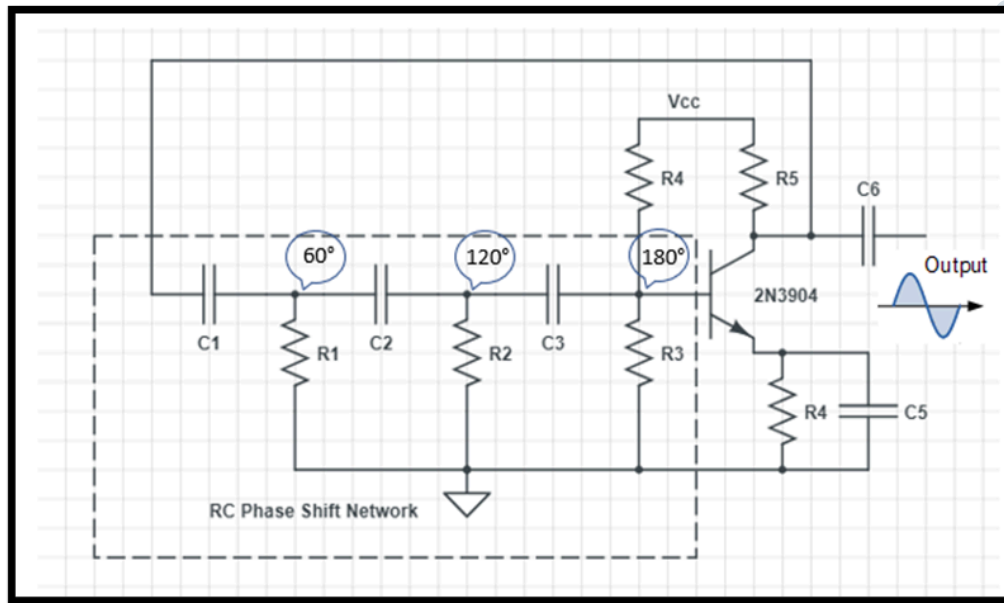 Vcc
R4
R5
C6
60°
120°
180°
Output
2N3904
C1
R1
C2
R2
C3
R3
R4
C5
RC Phase Shift Network